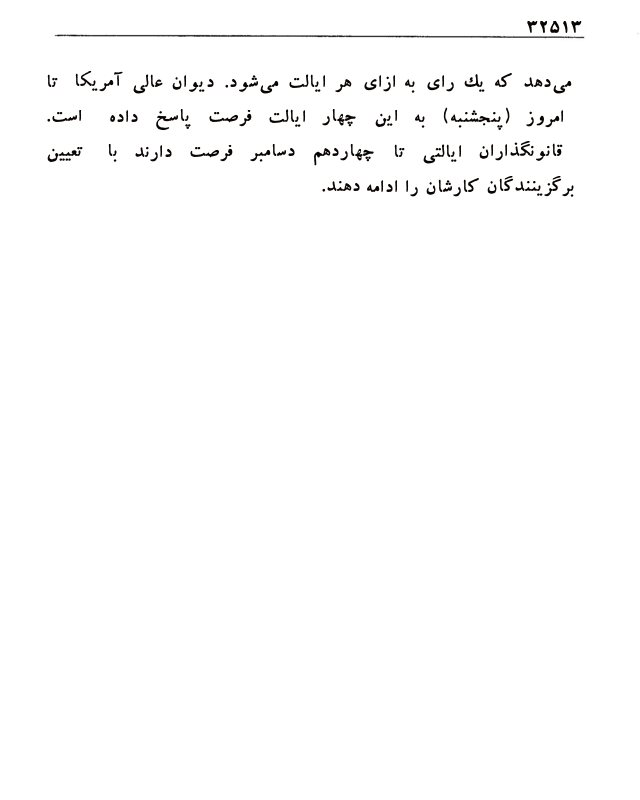 ۳۲۵۱۳
می‌دهد که یك رای به ازای هر ایالت می‌شود. دیوان عالی آمریکا تا
امروز (پنجشنبه) به این چهار ایالت فرصت پاسخ داده است.
قانونگذاران ایالتی تا چهاردهم دسامبر فرصت دارند با تعیین
برگزینندگان کارشان را ادامه دهند.